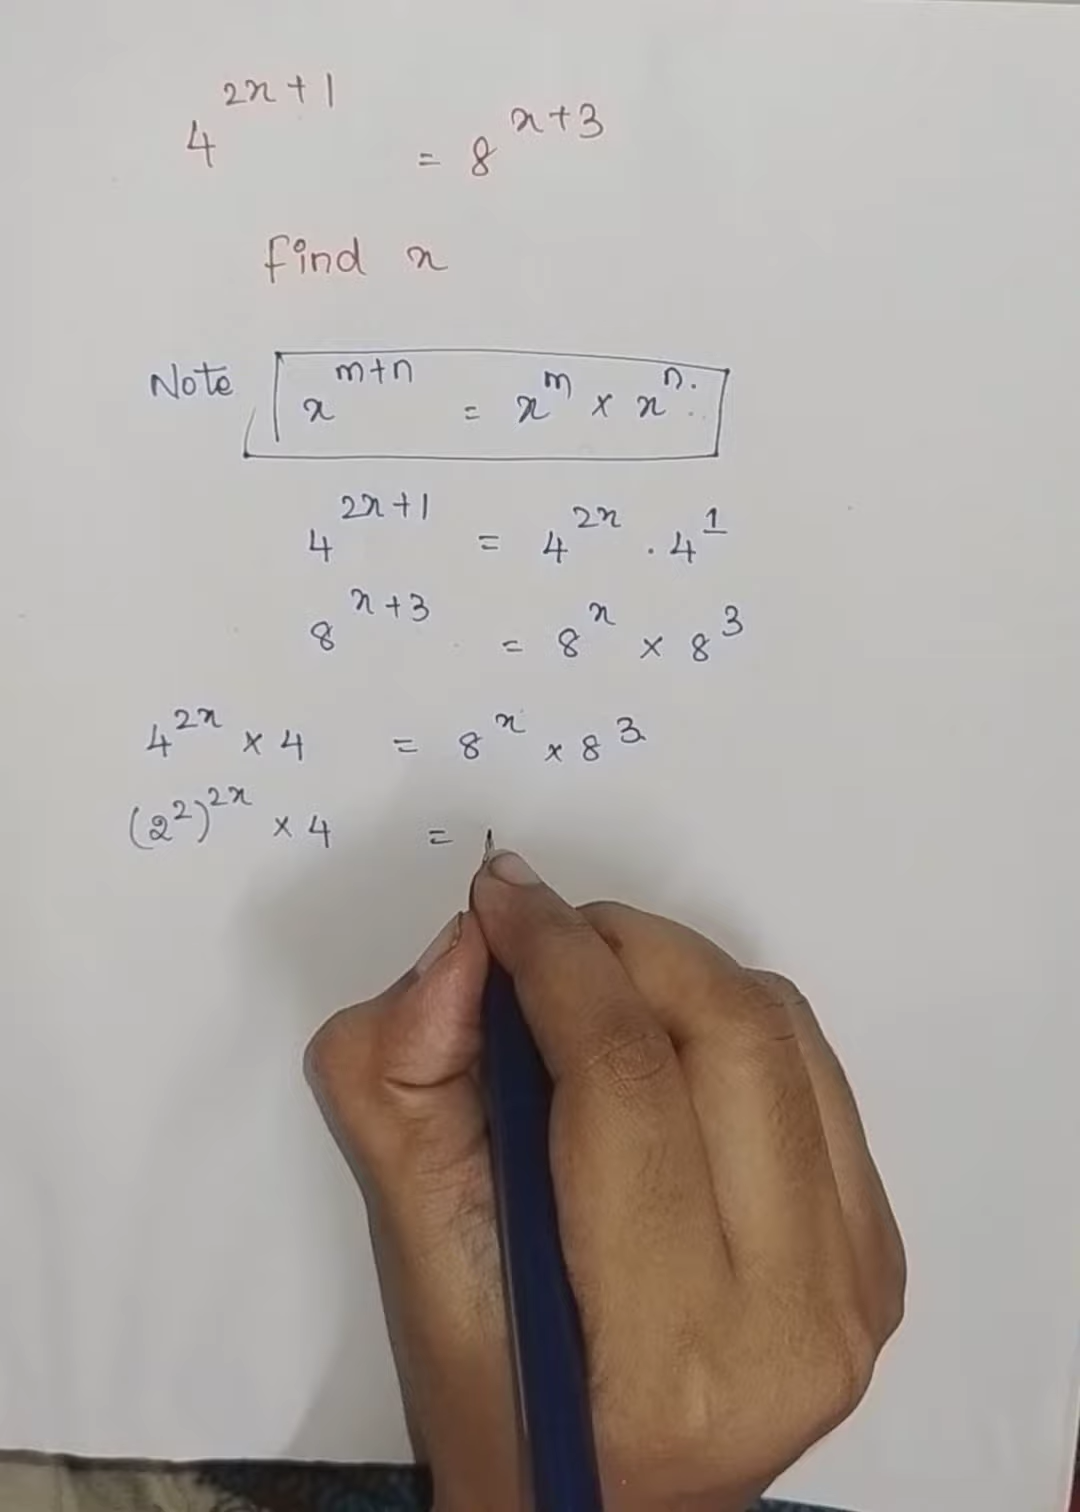 4^{2x+1} = 8^{x+3}
Find x
Note x^{m+n} = x^m × x^n.
4^{2x+1} = 4^{2x} . 4^1
8^{x+3} = 8^x × 8^3
4^{2x} × 4 = 8^x × 8^3
(2^2)^{2x} × 4 =